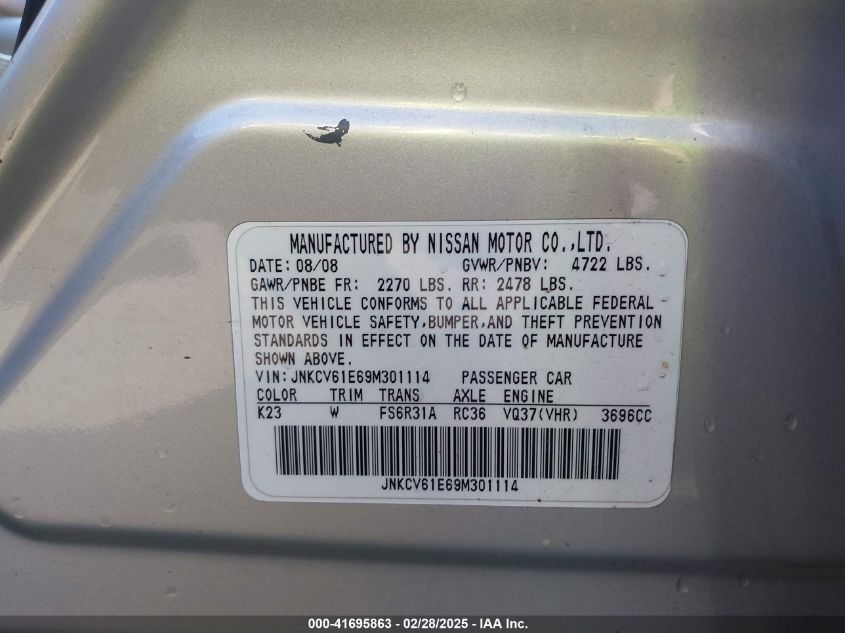 MANUFACTURED BY NISSAN MOTOR CO.,LTD.
DATE: 08/08 GVWR/PNBV: 4722 LBS.
GAWR/PNBE FR: 2270 LBS. RR: 2478 LBS.
THIS VEHICLE CONFORMS TO ALL APPLICABLE FEDERAL
MOTOR VEHICLE SAFETY,BUMPER,AND THEFT PREVENTION
STANDARDS IN EFFECT ON THE DATE OF MANUFACTURE
SHOWN ABOVE.
VIN: JNKCV61E69M301114 PASSENGER CAR
COLOR TRIM TRANS AXLE ENGINE
K23 W FS6R31A RC36 VQ37(VHR) 3696CC
JNKCV61E69M301114
000-41695863 - 02/28/2025 - IAA Inc.